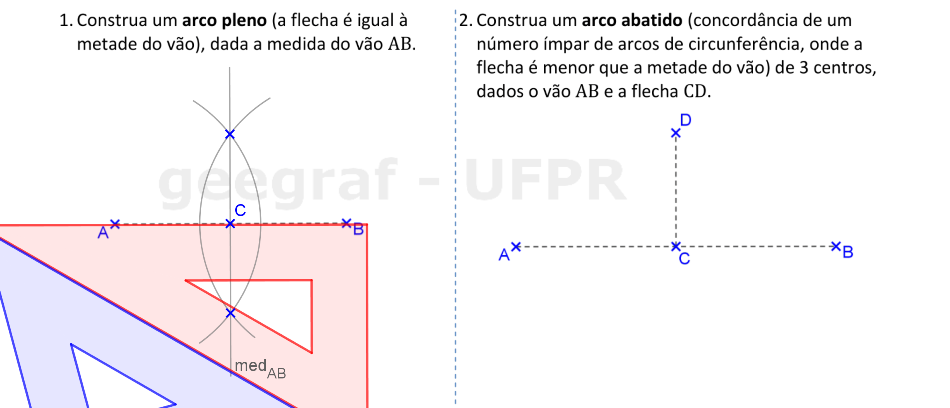 1. Construa um arco pleno (a flecha é igual à
metade do vão), dada a medida do vão AB.
C
A
B
med AB
2. Construa um arco abatido (concordância de um
número ímpar de arcos de circunferência, onde a
flecha é menor que a metade do vão) de 3 centros,
dados o vão AB e a flecha CD.
D
A
C
B
geegraf - UFPR